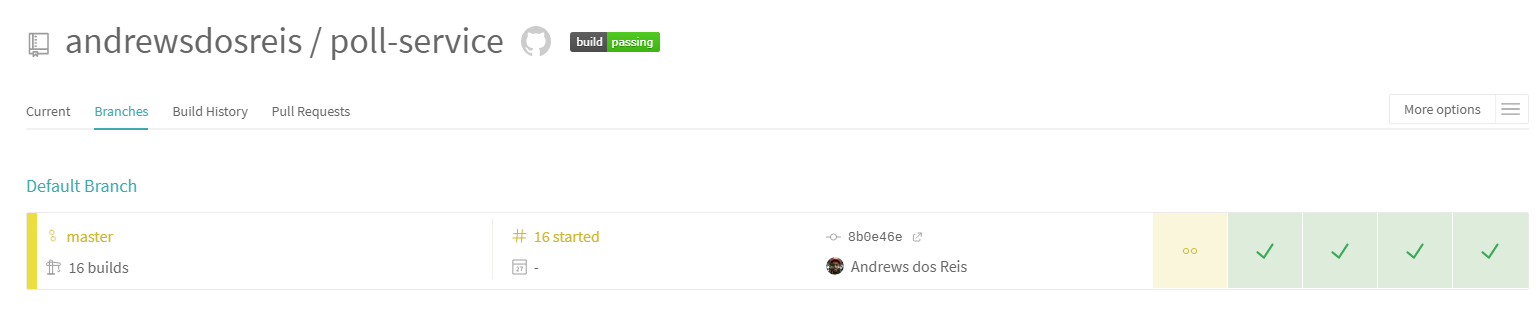 andrewsdosreis / poll-service build passing
Current Branches Build History Pull Requests More options
Default Branch
master # 16 started 8b0e46e
16 builds 27 - Andrews dos Reis